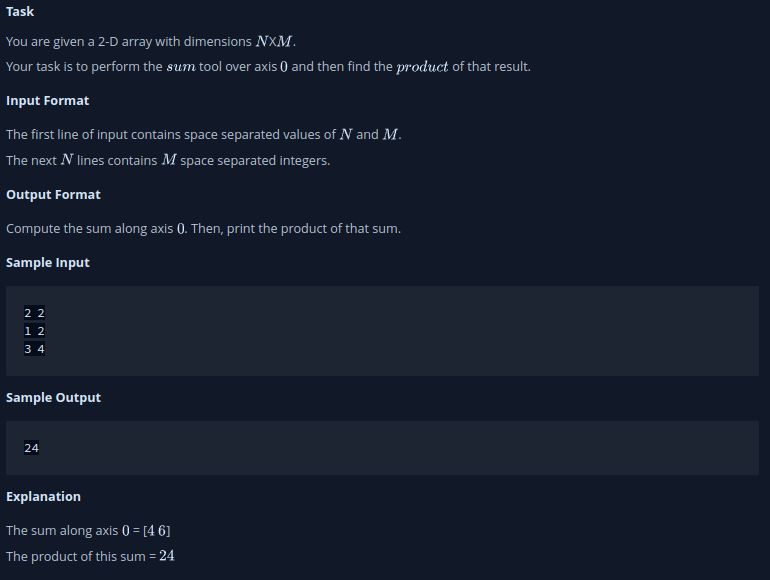 Task
You are given a 2-D array with dimensions NXM.
Your task is to perform the sum tool over axis 0 and then find the product of that result.
Input Format
The first line of input contains space separated values of N and M.
The next N lines contains M space separated integers.
Output Format
Compute the sum along axis 0. Then, print the product of that sum.
Sample Input
2 2
1 2
3 4
Sample Output
24
Explanation
The sum along axis 0 = [4 6]
The product of this sum = 24